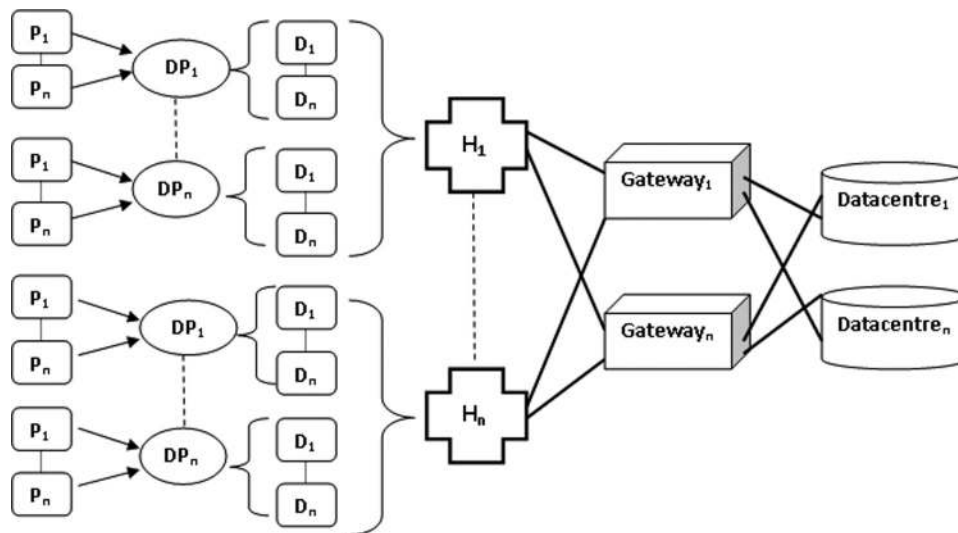 P1
Pn
DP1
D1
Dn
P1
Pn
DPn
D1
Dn
P1
Pn
DP1
D1
Dn
P1
Pn
DPn
D1
Dn
H1
Hn
Gateway1
Gatewayn
Datacentre1
Datacentren